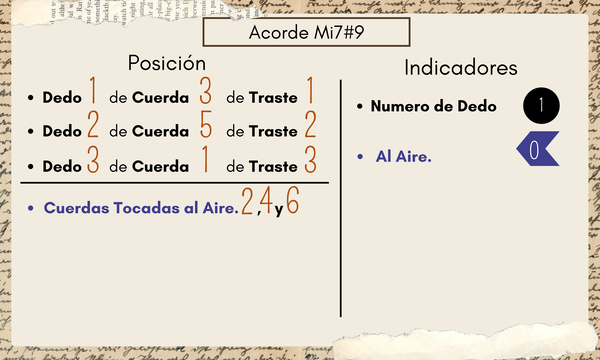 Acorde Mi7#9
Posición
• Dedo 1 de Cuerda 3 de Traste 1
• Dedo 2 de Cuerda 5 de Traste 2
• Dedo 3 de Cuerda 1 de Traste 3
• Cuerdas Tocadas al Aire. 2,4 y 6
Indicadores
• Numero de Dedo 1
• Al Aire. 0